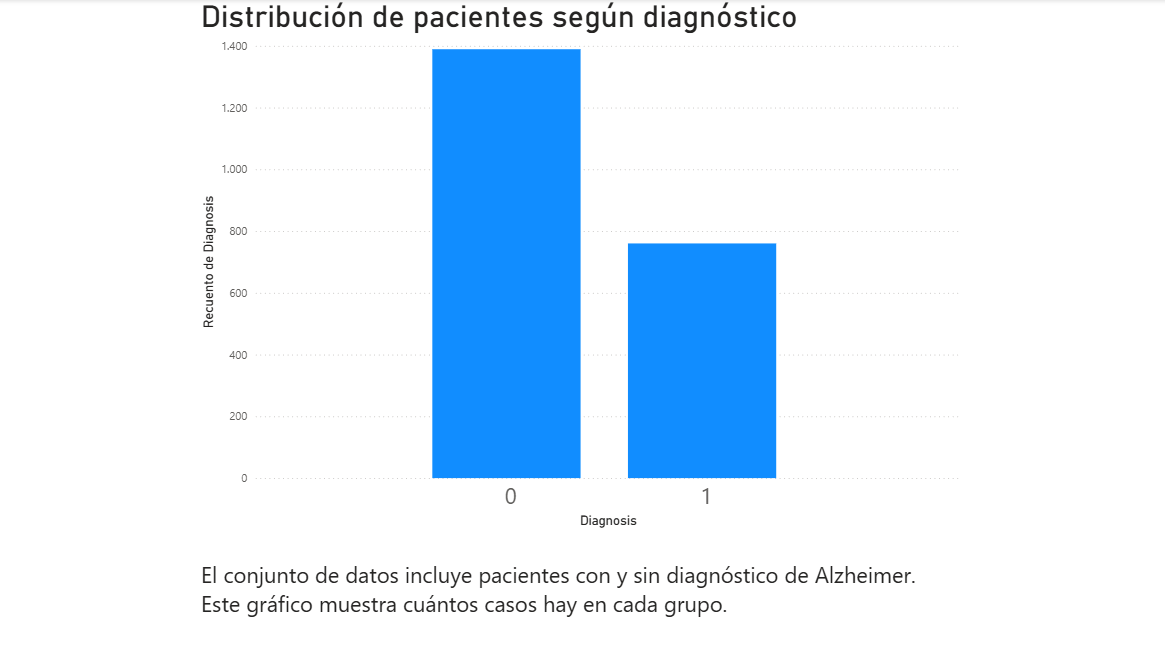 Distribución de pacientes según diagnóstico
1.400
1.200
1.000
800
600
400
200
0
Recuento de Diagnosis
0 1
Diagnosis
El conjunto de datos incluye pacientes con y sin diagnóstico de Alzheimer.
Este gráfico muestra cuántos casos hay en cada grupo.